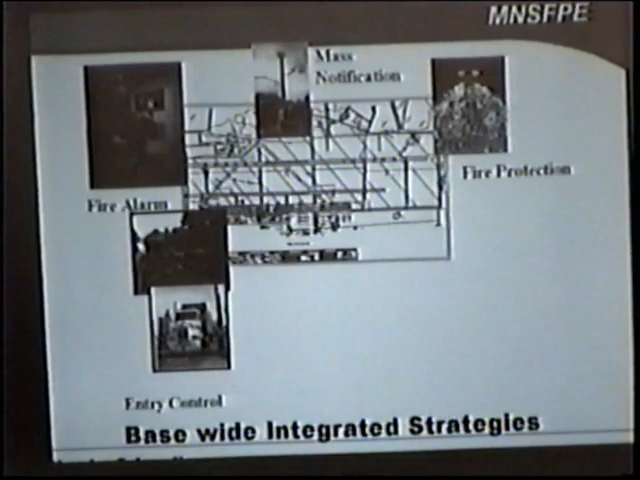 MNSFPE
Mass
Notification
Fire Protection
Fire Alarm
Entry Control
Base wide Integrated Strategies